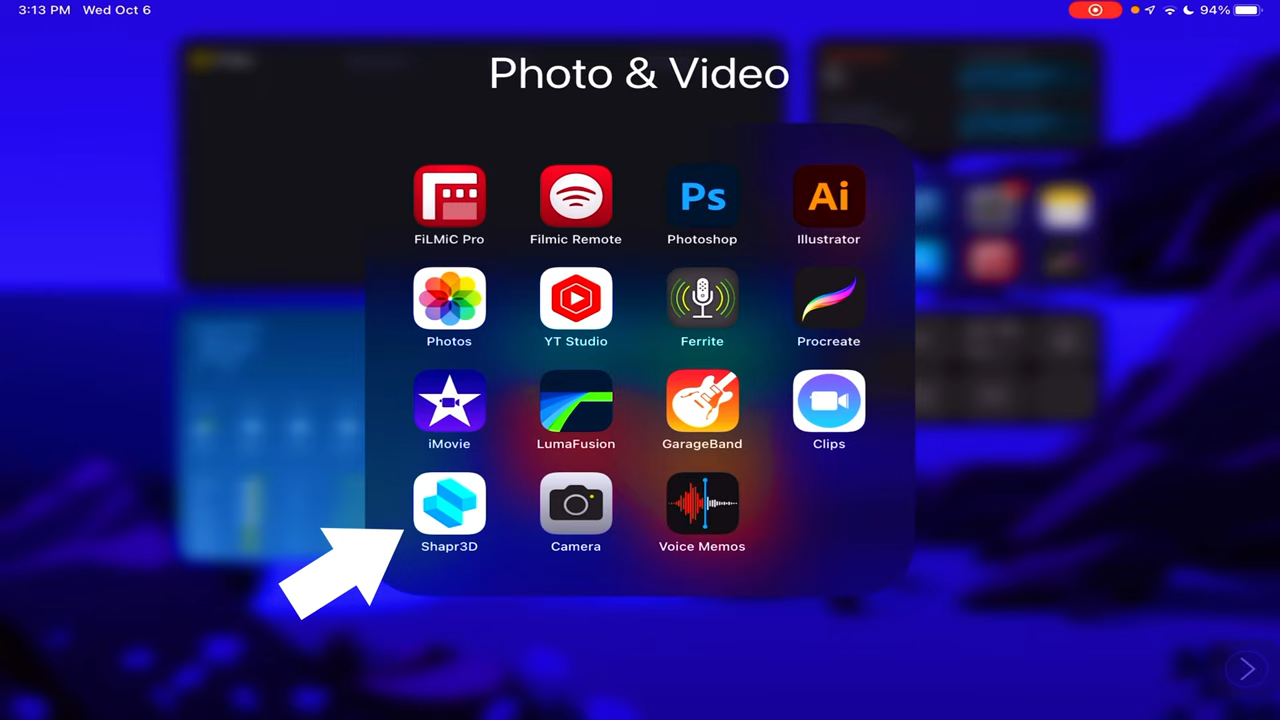 3:13 PM Wed Oct 6
94%
Photo & Video
Ps
Ai
FiLMiC Pro
Filmic Remote
Photoshop
Illustrator
Photos
YT Studio
Ferrite
Procreate
iMovie
LumaFusion
GarageBand
Clips
Shapr3D
Camera
Voice Memos